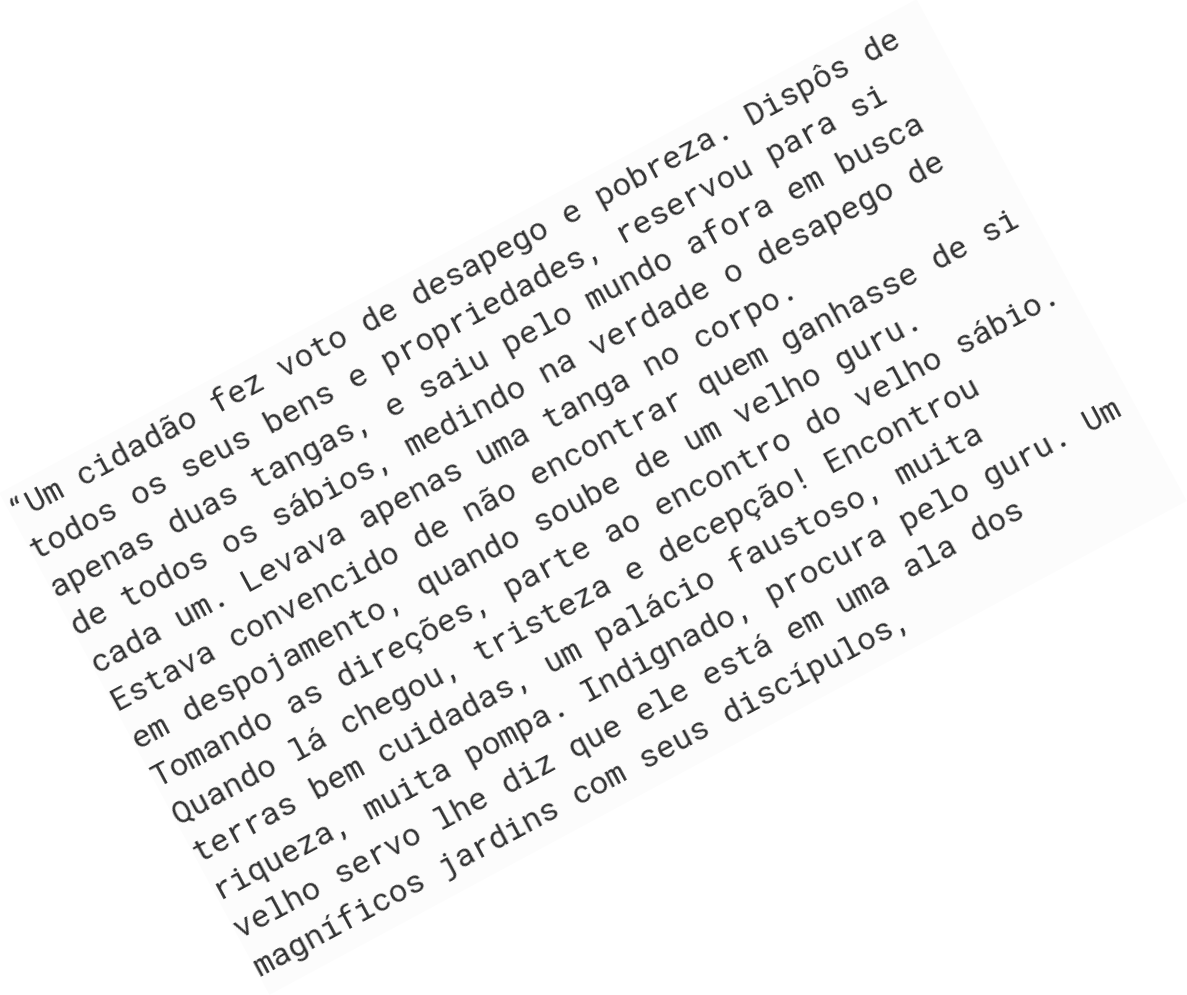 “Um cidadão fez voto de desapego e pobreza. Dispôs de
todos os seus bens e propriedades, reservou para si
apenas duas tangas, e saiu pelo mundo afora em busca
de todos os sábios, medindo na verdade o desapego de
cada um. Levava apenas uma tanga no corpo.
Estava convencido de não encontrar quem ganhasse de si
em despojamento, quando soube de um velho guru.
Tomando as direções, parte ao encontro do velho sábio.
Quando lá chegou, tristeza e decepção! Encontrou
terras bem cuidadas, um palácio faustoso, muita
riqueza, muita pompa. Indignado, procura pelo guru. Um
velho servo lhe diz que ele está em uma ala dos
magníficos jardins com seus discípulos,